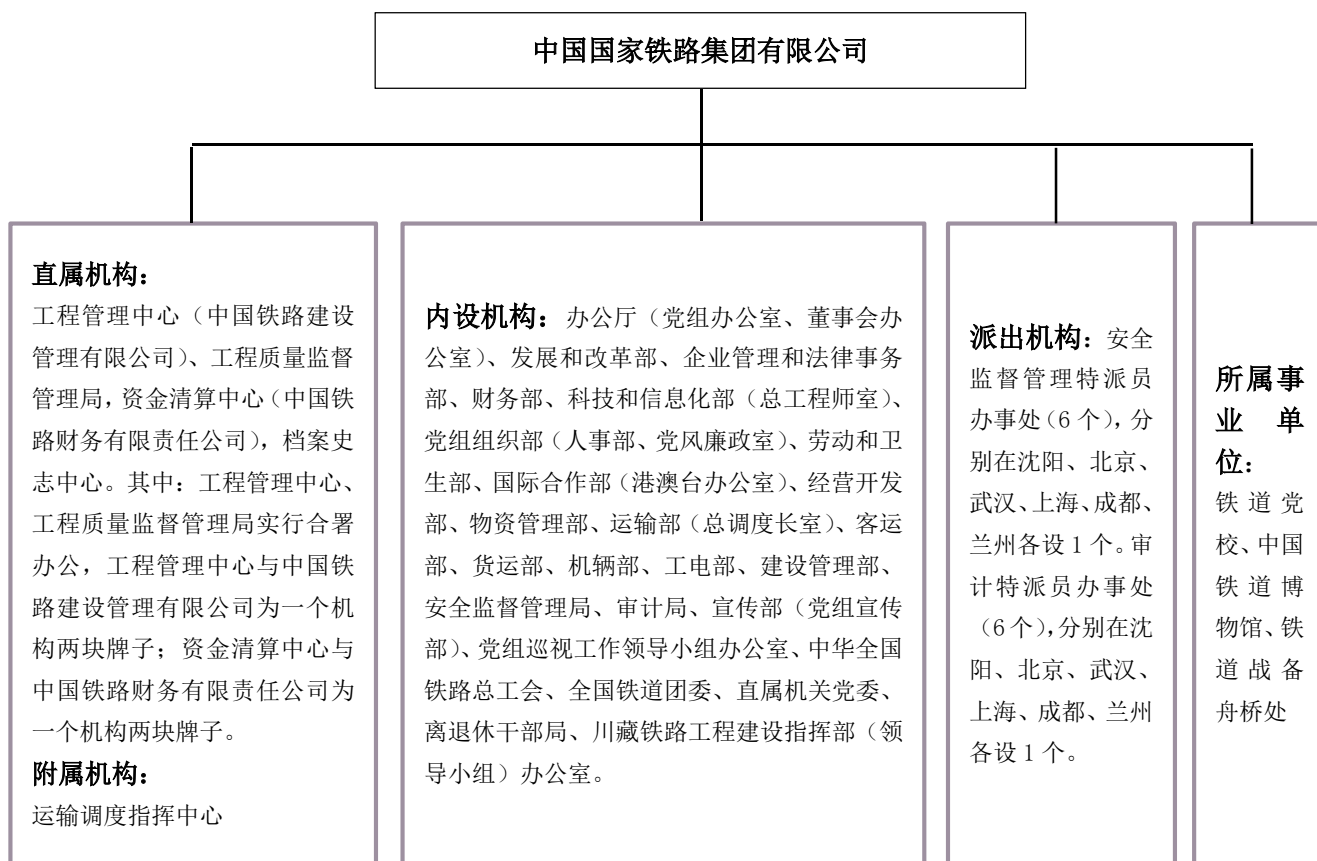 中国国家铁路集团有限公司
直属机构：
工程管理中心（中国铁路建设
管理有限公司）、工程质量监督
管理局，资金清算中心（中国铁
路财务有限责任公司），档案史
志中心。其中：工程管理中心、
工程质量监督管理局实行合署
办公，工程管理中心与中国铁
路建设管理有限公司为一个机
构两块牌子；资金清算中心与
中国铁路财务有限责任公司为
一个机构两块牌子。
附属机构：
运输调度指挥中心
内设机构：办公厅（党组办公室、董事会办
公室）、发展和改革部、企业管理和法律事务
部、财务部、科技和信息化部（总工程师室）、
党组组织部（人事部、党风廉政室）、劳动和卫
生部、国际合作部（港澳台办公室）、经营开发
部、物资管理部、运输部（总调度长室）、客运
部、货运部、机辆部、工电部、建设管理部、
安全监督管理局、审计局、宣传部（党组宣传
部）、党组巡视工作领导小组办公室、中华全国
铁路总工会、全国铁道团委、直属机关党委、
离退休干部局、川藏铁路工程建设指挥部（领
导小组）办公室。
派出机构：安全
监督管理特派员
办事处（6 个），分
别在沈阳、北京、
武汉、上海、成都、
兰州各设 1 个。审
计特派员办事处
（6 个），分别在沈
阳、北京、武汉、
上海、成都、兰州
各设 1 个。
所属事
业单
位：
铁道党
校、中国
铁道博
物馆、铁
道战备
舟桥处